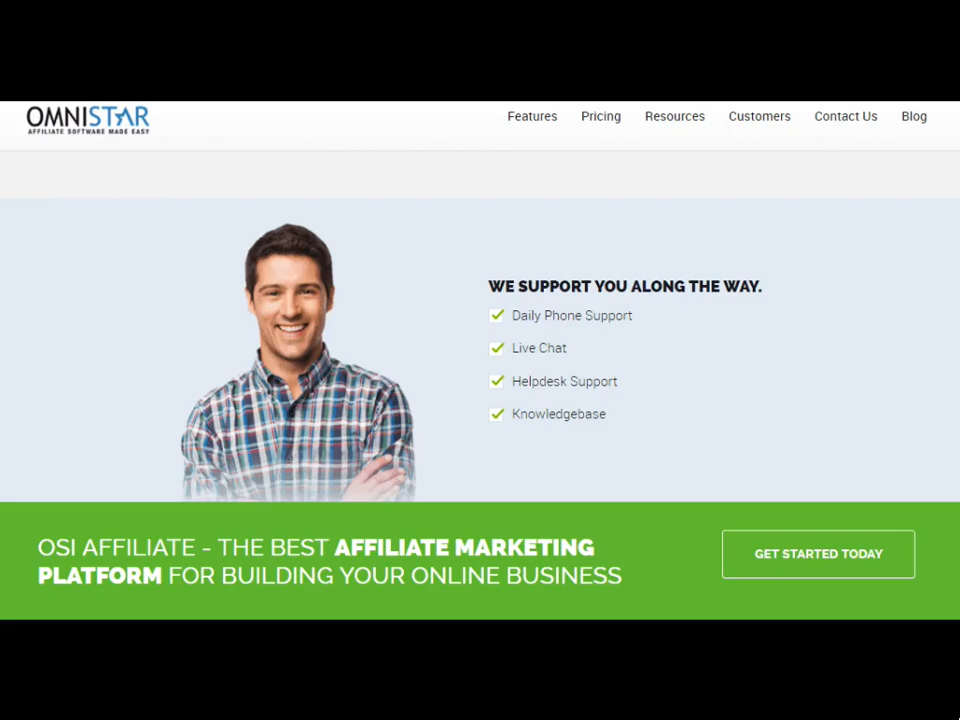 OMNISTAR
AFFILIATE SOFTWARE MADE EASY
Features Pricing Resources Customers Contact Us Blog
WE SUPPORT YOU ALONG THE WAY.
Daily Phone Support
Live Chat
Helpdesk Support
Knowledgebase
OSI AFFILIATE - THE BEST AFFILIATE MARKETING
PLATFORM FOR BUILDING YOUR ONLINE BUSINESS
GET STARTED TODAY